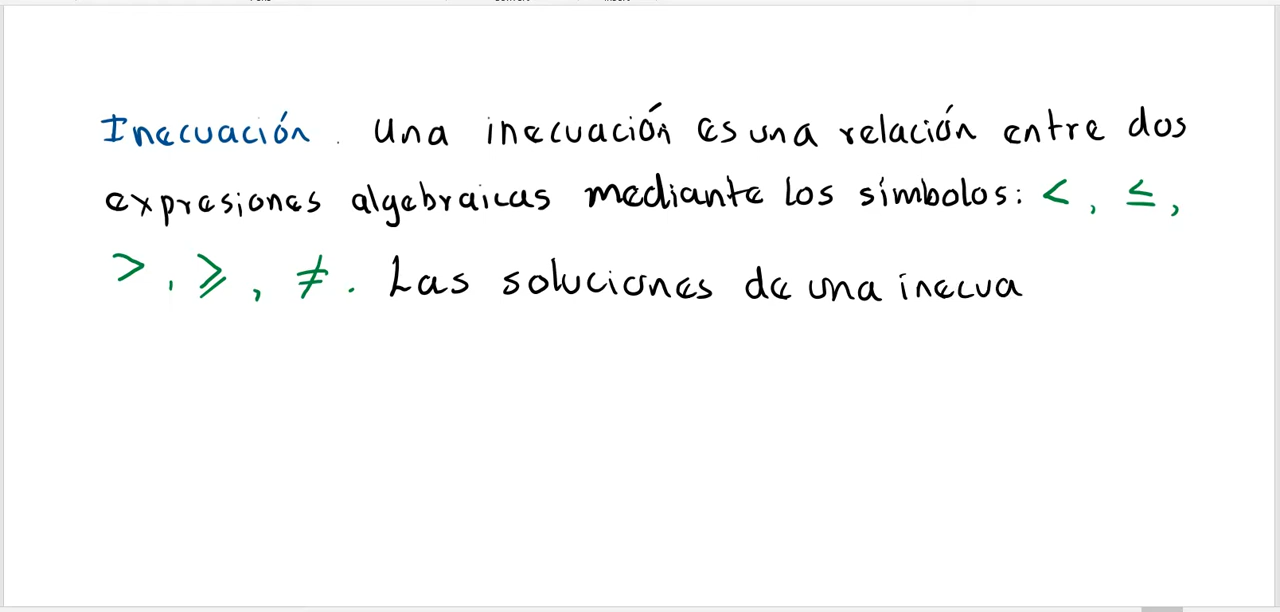 Inecuación. Una inecuación es una relación entre dos
expresiones algebraicas mediante los símbolos: <, ≤,
>, ≥, ≠. Las soluciones de una inecua